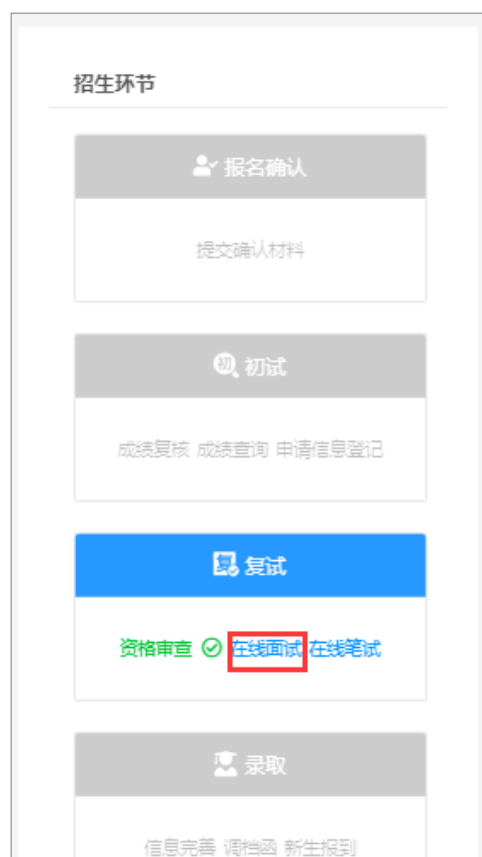 招生环节
报名确认
提交确认材料
初 初试
成绩复核 成绩查询 申请信息登记
复 复试
资格审查 在线面试 在线笔试
录取
信息完善 调档函 新生报到